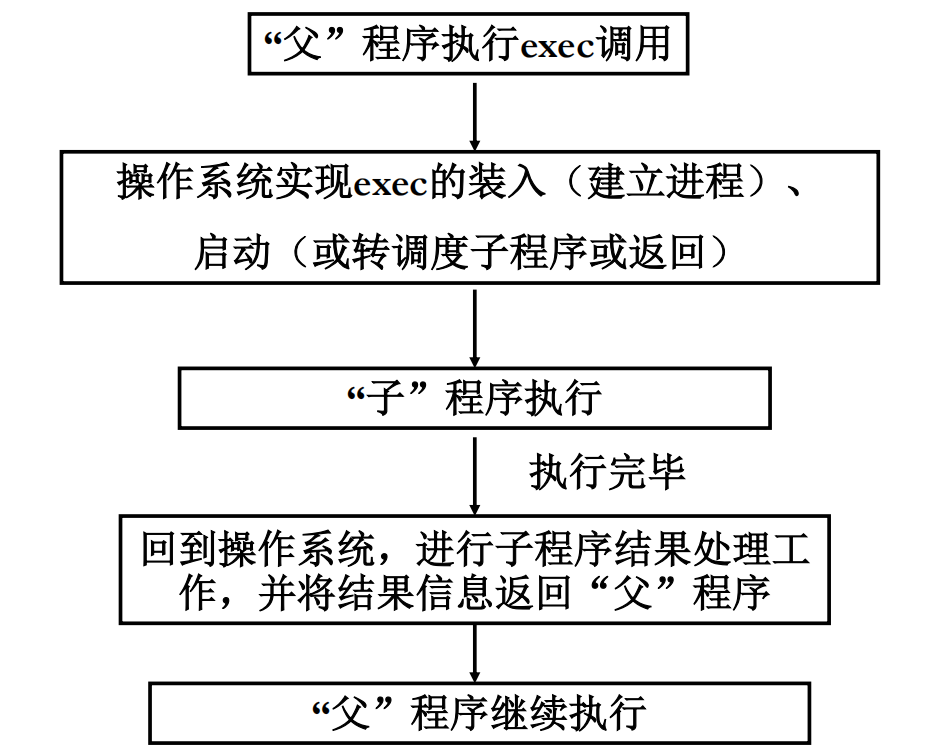 “父”程序执行exec调用
操作系统实现exec的装入（建立进程）、
启动（或转调度子程序或返回）
“子”程序执行
执行完毕
回到操作系统，进行子程序结果处理工
作，并将结果信息返回“父”程序
“父”程序继续执行